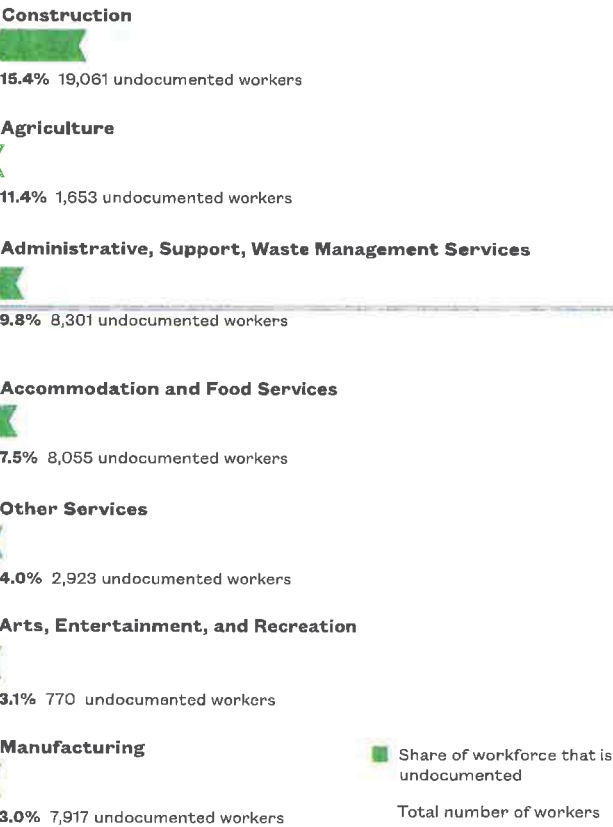 Construction
15.4% 19,061 undocumented workers
Agriculture
11.4% 1,653 undocumented workers
Administrative, Support, Waste Management Services
9.8% 8,301 undocumented workers
Accommodation and Food Services
7.5% 8,055 undocumented workers
Other Services
4.0% 2,923 undocumented workers
Arts, Entertainment, and Recreation
3.1% 770 undocumented workers
Manufacturing
3.0% 7,917 undocumented workers
Share of workforce that is
undocumented
Total number of workers